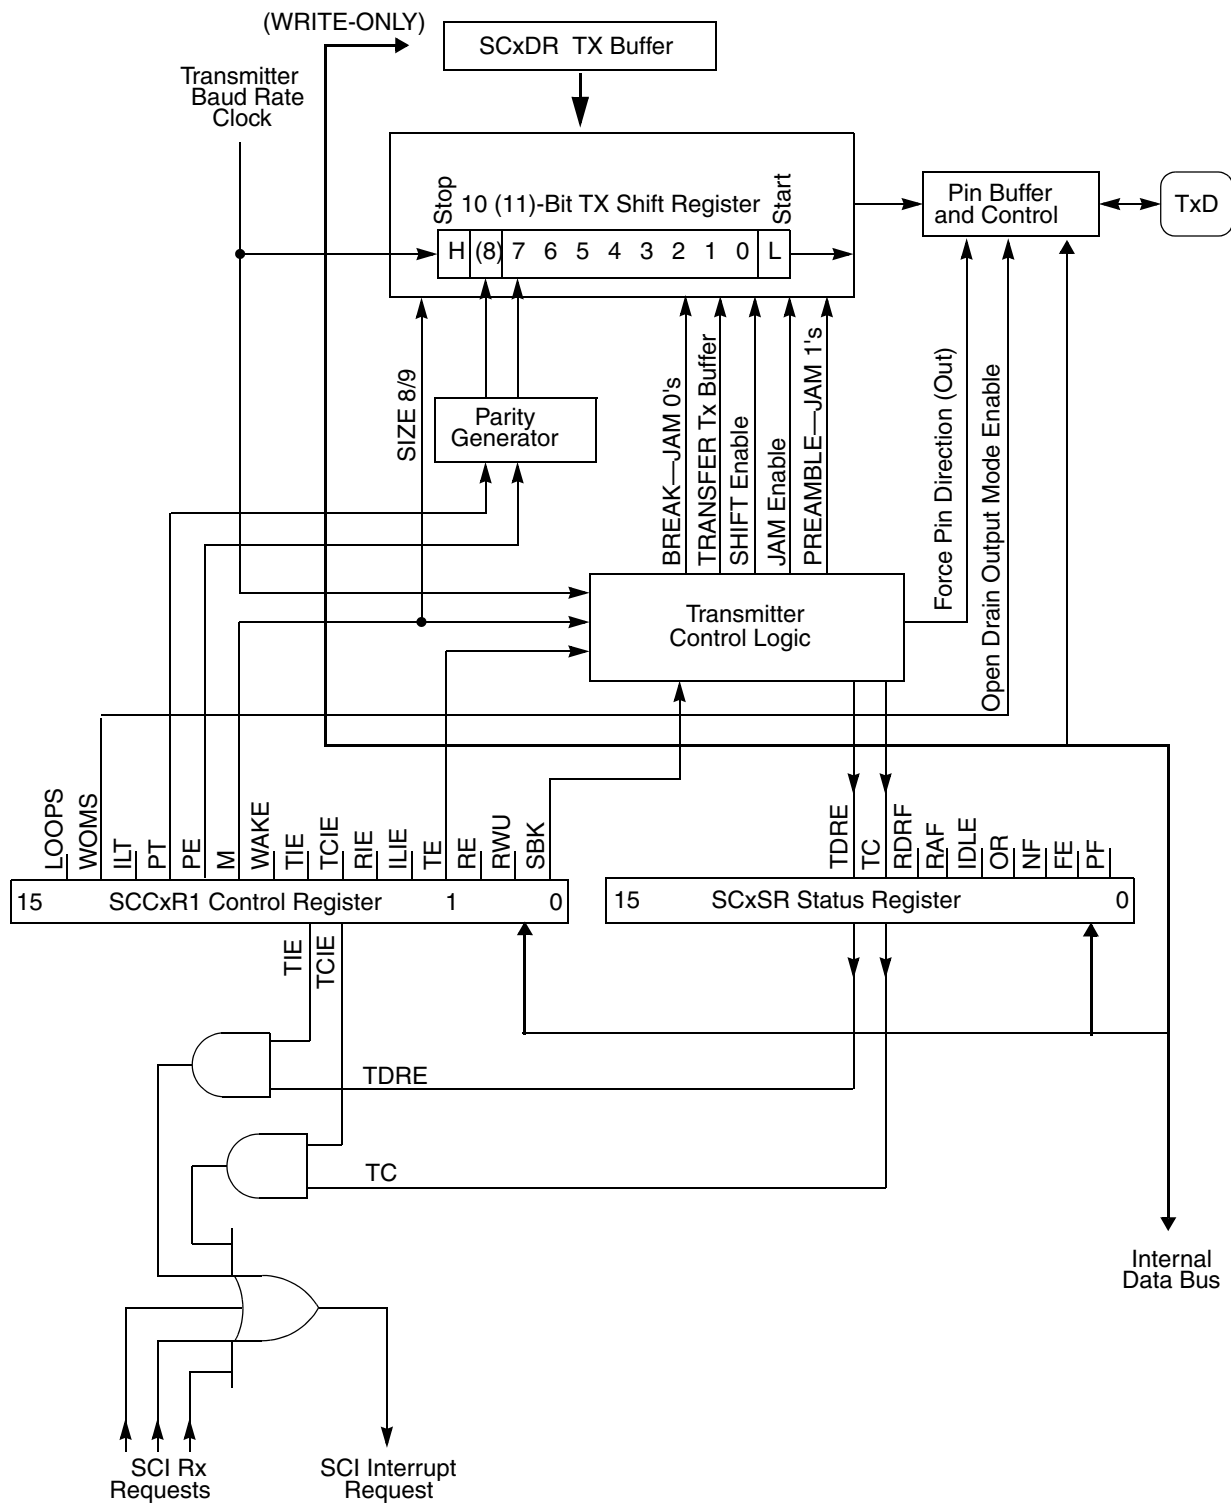 (WRITE-ONLY)
SCxDR TX Buffer
Transmitter
Baud Rate
Clock
Stop
10 (11)-Bit TX Shift Register
Start
H (8) 7 6 5 4 3 2 1 0 L
Pin Buffer
and Control
TxD
SIZE 8/9
Parity
Generator
BREAK—JAM 0's
TRANSFER Tx Buffer
SHIFT Enable
JAM Enable
PREAMBLE—JAM 1's
Force Pin Direction (Out)
Open Drain Output Mode Enable
Transmitter
Control Logic
LOOPS
WOMS
ILT
PT
PE
M
WAKE
TIE
TCIE
RIE
ILIE
TE
RE
RWU
SBK
TDRE
TC
RDRF
RAF
IDLE
OR
NF
FE
PF
15 SCCxR1 Control Register 1 0
15 SCxSR Status Register 0
TIE
TCIE
TDRE
TC
Internal
Data Bus
SCI Rx
Requests
SCI Interrupt
Request